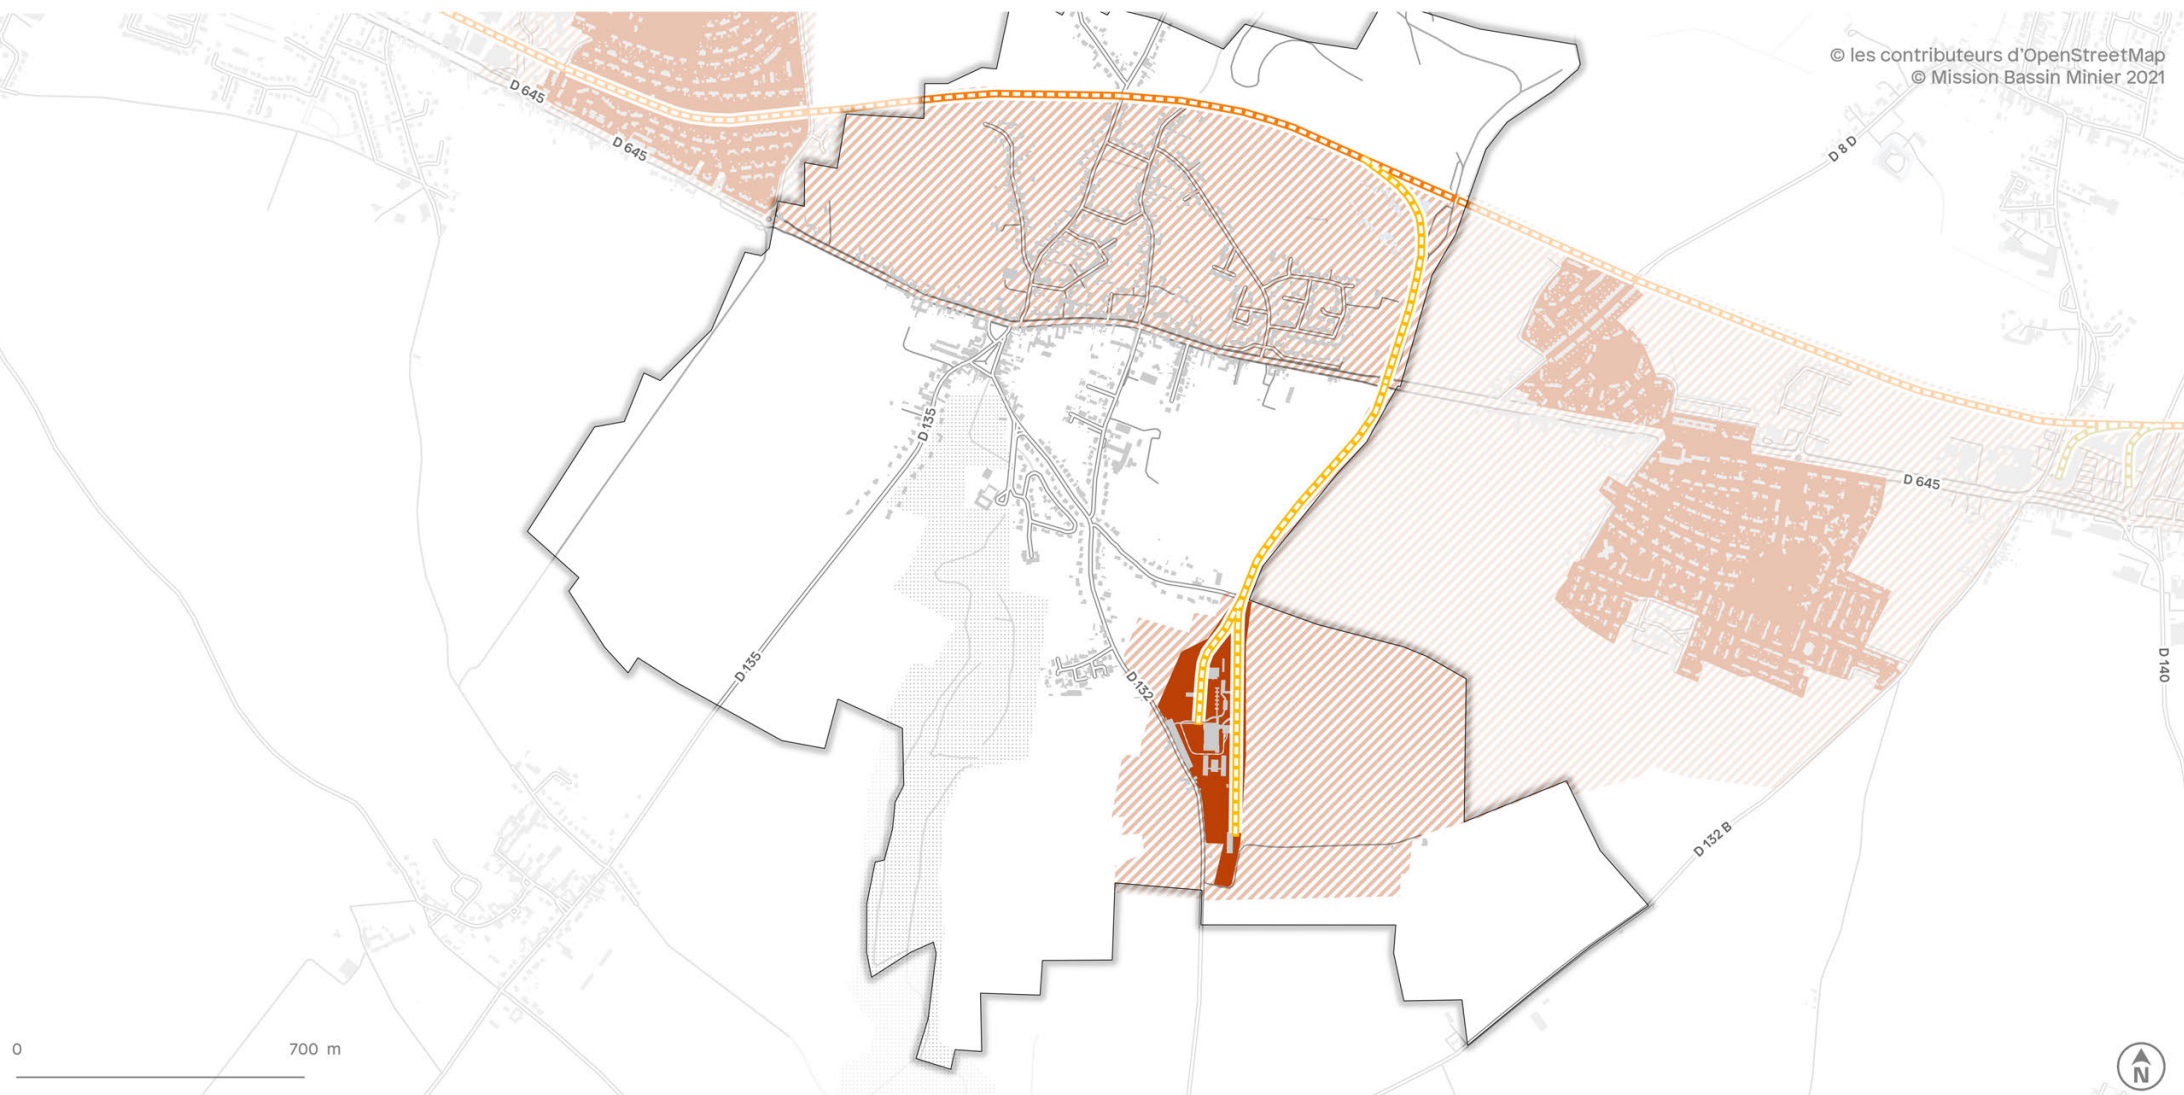 © les contributeurs d'OpenStreetMap
© Mission Bassin Minier 2021
D 645
D 645
D 8 D
D 135
D 645
D 135
D 132
D 140
D 132 B
0 700 m
N